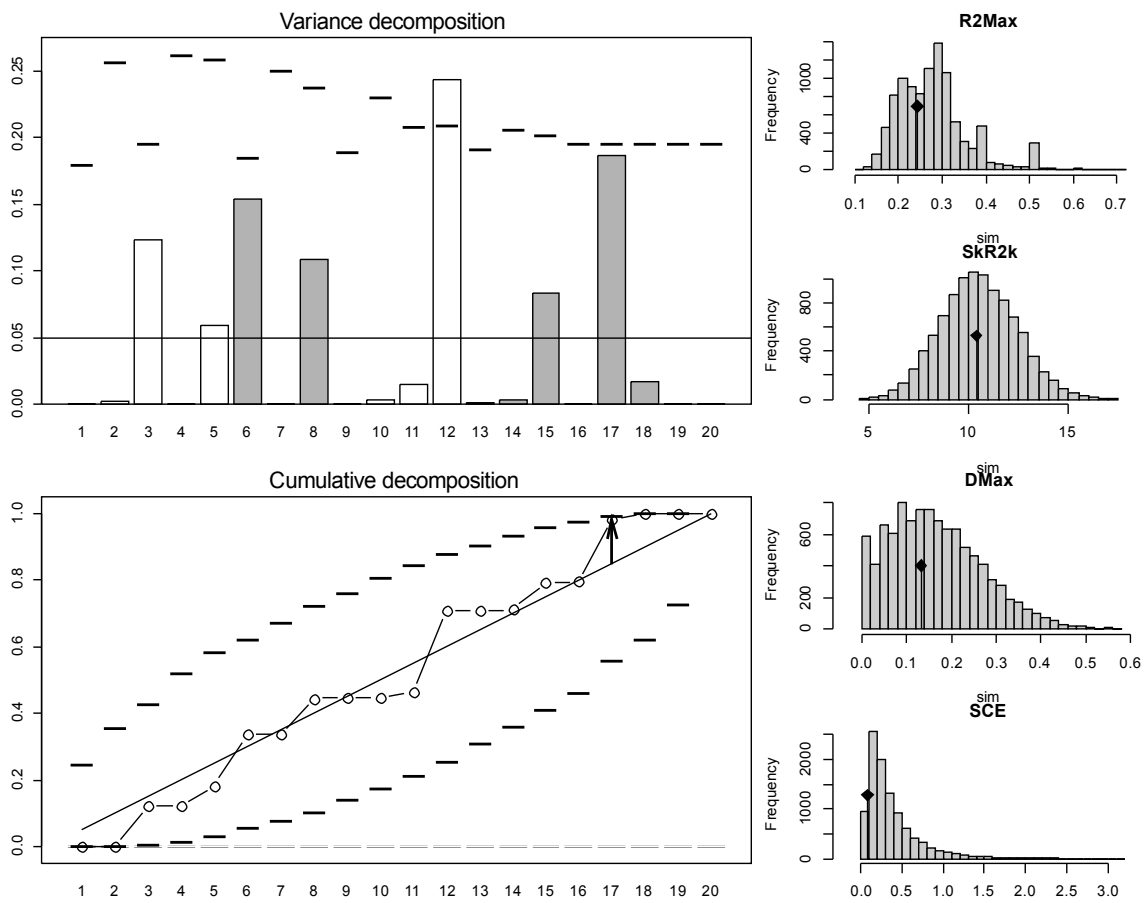 Variance decomposition
0.25
0.20
0.15
0.10
0.05
0.00
1 2 3 4 5 6 7 8 9 10 11 12 13 14 15 16 17 18 19 20
Cumulative decomposition
1.0
0.8
0.6
0.4
0.2
0.0
1 2 3 4 5 6 7 8 9 10 11 12 13 14 15 16 17 18 19 20
R2Max
Frequency
1000
400
0
0.1 0.2 0.3 0.4 0.5 0.6 0.7
sim
SkR2k
Frequency
800
400
0
5 10 15
sim
DMax
Frequency
600
400
200
0
0.0 0.1 0.2 0.3 0.4 0.5 0.6
sim
SCE
Frequency
2000
1000
0
0.0 0.5 1.0 1.5 2.0 2.5 3.0